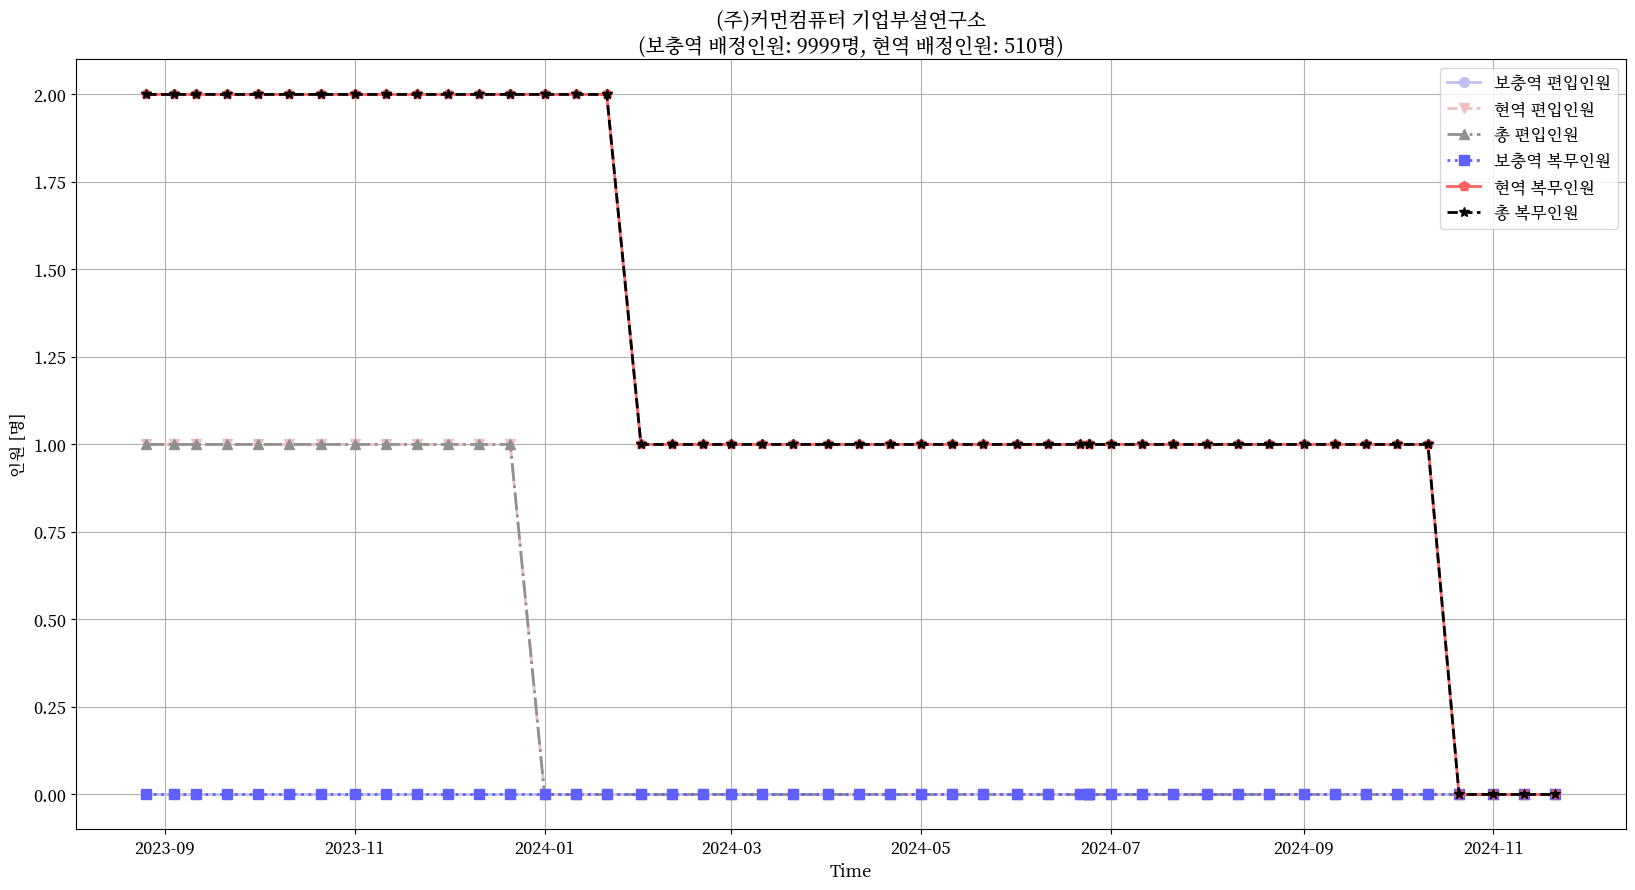 (주)커먼컴퓨터 기업부설연구소
(보충역 배정인원: 9999명, 현역 배정인원: 510명)
보충역 편입인원
현역 편입인원
총 편입인원
보충역 복무인원
현역 복무인원
총 복무인원
인원 [명]
2.00
1.75
1.50
1.25
1.00
0.75
0.50
0.25
0.00
2023-09 2023-11 2024-01 2024-03 2024-05 2024-07 2024-09 2024-11
Time